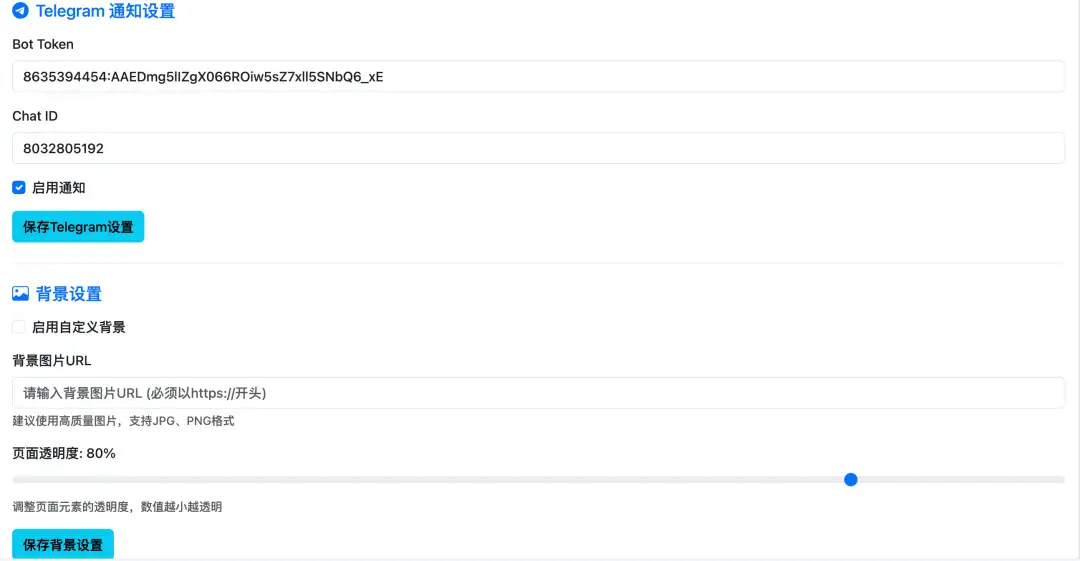 Telegram 通知设置
Bot Token
8635394454:AAEDmg5lIZgX066ROiw5sZ7xlI5SNbQ6_xE
Chat ID
8032805192
启用通知
保存Telegram设置
背景设置
启用自定义背景
背景图片URL
请输入背景图片URL (必须以https://开头)
建议使用高质量图片，支持JPG、PNG格式
页面透明度: 80%
调整页面元素的透明度，数值越小越透明
保存背景设置